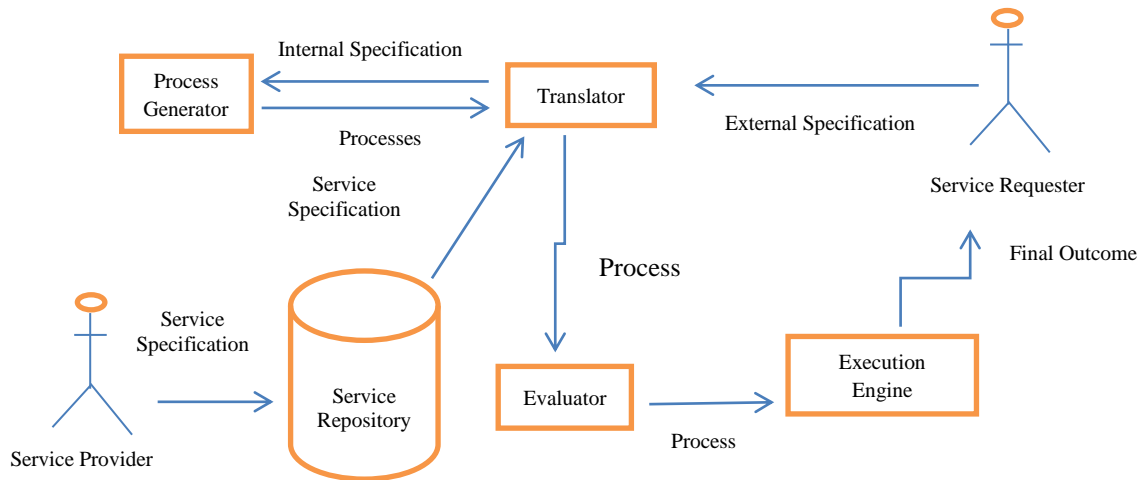 Internal Specification
Process
Generator
Translator
Processes
External Specification
Service
Specification
Service Requester
Process
Final Outcome
Service
Specification
Service
Repository
Execution
Engine
Evaluator
Process
Service Provider